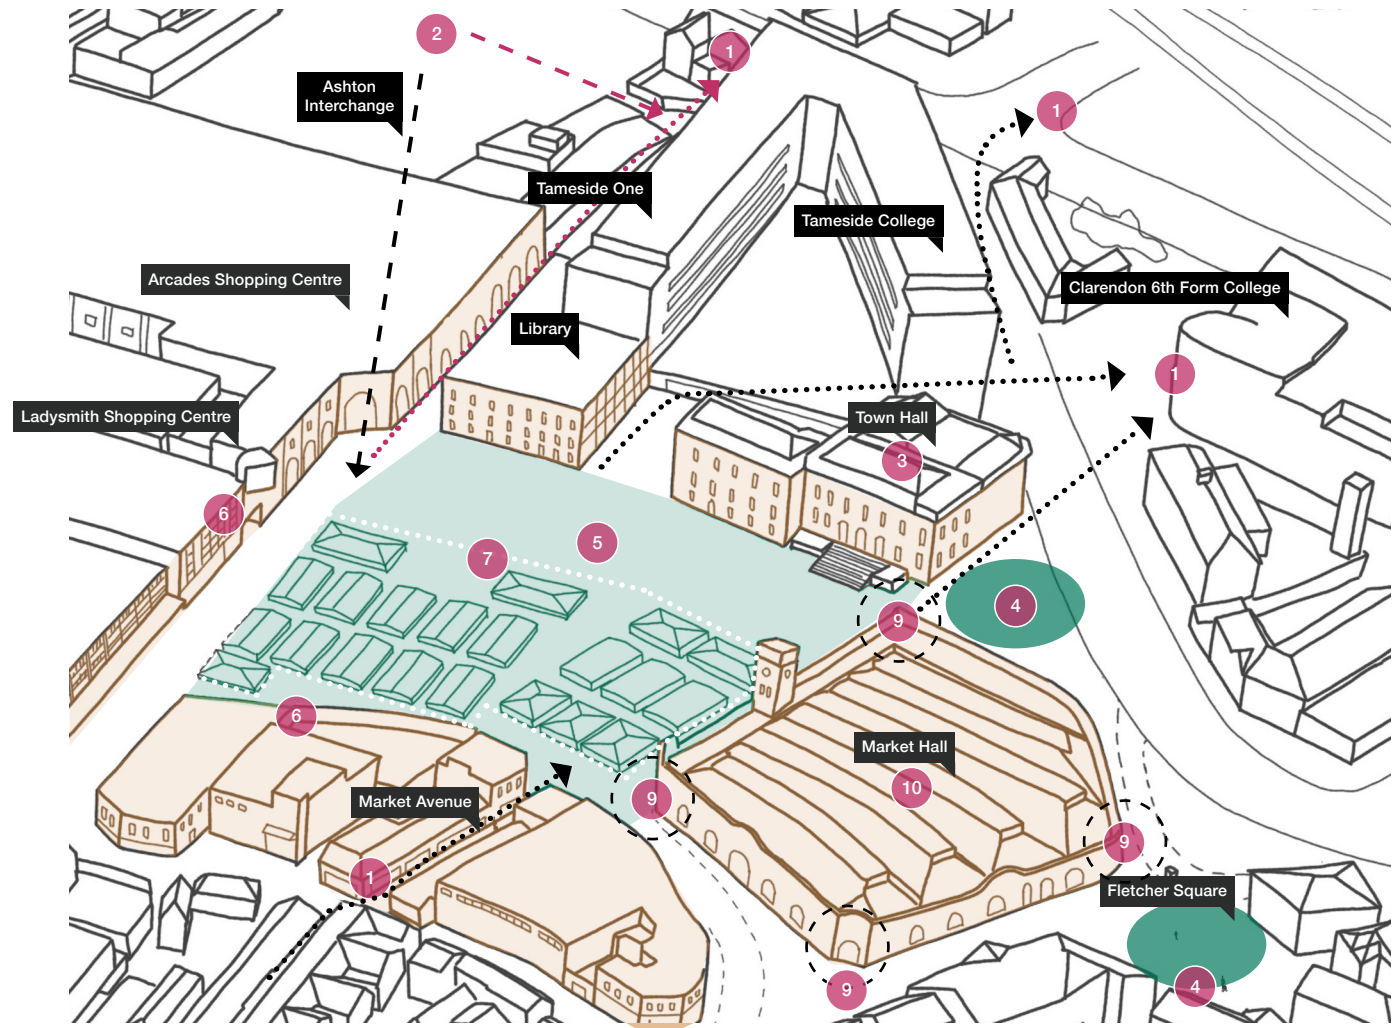 2
1
Ashton
Interchange
1
Tameside One
Tameside College
Arcades Shopping Centre
Clarendon 6th Form College
Library
1
Ladysmith Shopping Centre
Town Hall
3
6
5
7
4
9
6
Market Hall
10
Market Avenue
9
9
1
Fletcher Square
9
4